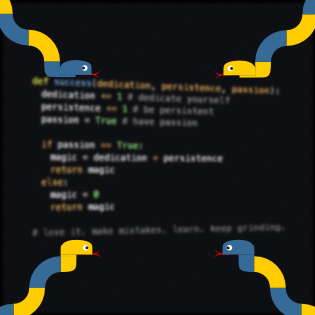 def success(dedication, persistence, passion):
dedication += 1 # dedicate yourself
persistence += 1 # be persistent
passion = True # have passion
if passion == True:
magic = dedication + persistence
return magic
else:
magic = 0
return magic
# love it. make mistakes. learn. keep grinding.